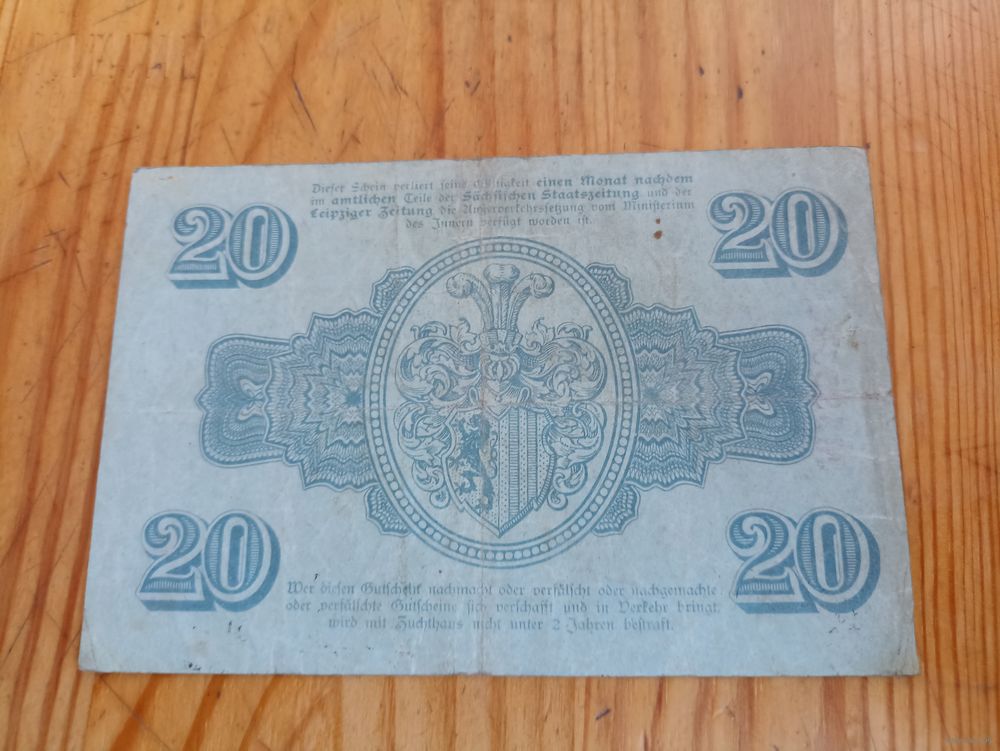 Dieser Schein verliert seine Gültigkeit einen Monat nachdem
im amtlichen Teile der Sächsischen Staatszeitung und der
Leipziger Zeitung die Außerverkehrssetzung vom Ministerium
des Innern verfügt worden ist.
20
20
20
20
Wer diesen Gutschein nachmacht oder verfälscht oder nachgemachte
oder verfälschte Gutscheine sich verschafft und in Verkehr bringt,
wird mit Zuchthaus nicht unter 2 Jahren bestraft.